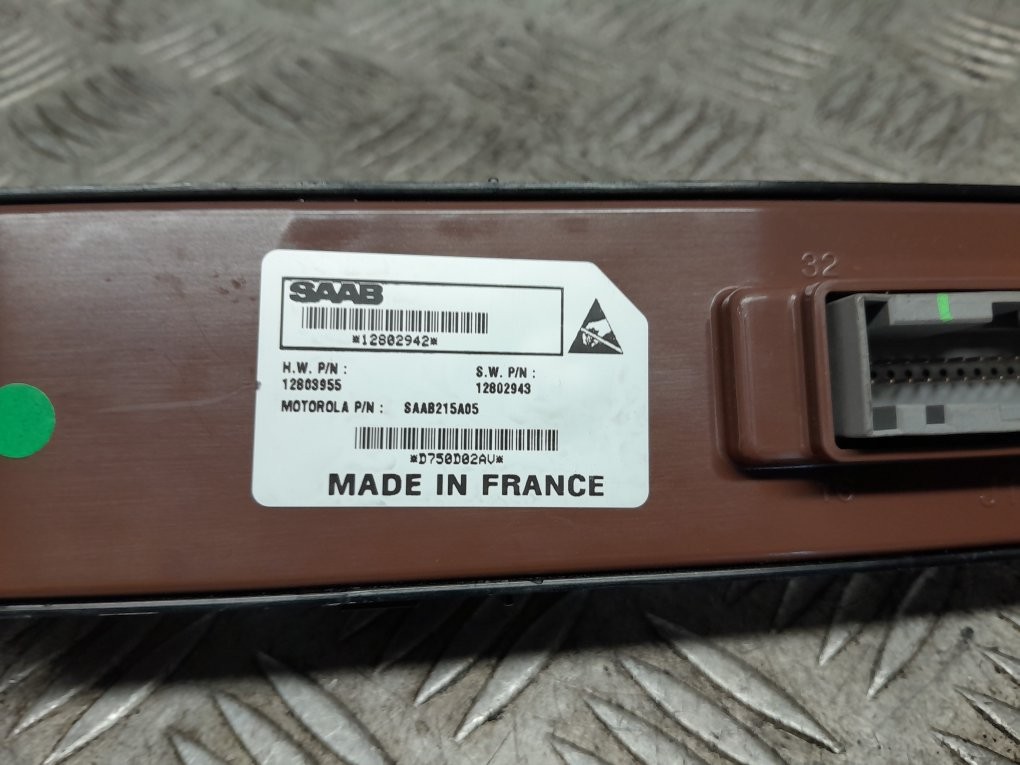 SAAB
*12802942*
H.W. P/N : S.W. P/N :
12803955 12802943
MOTOROLA P/N : SAAB215A05
*D750D02AV*
MADE IN FRANCE
32